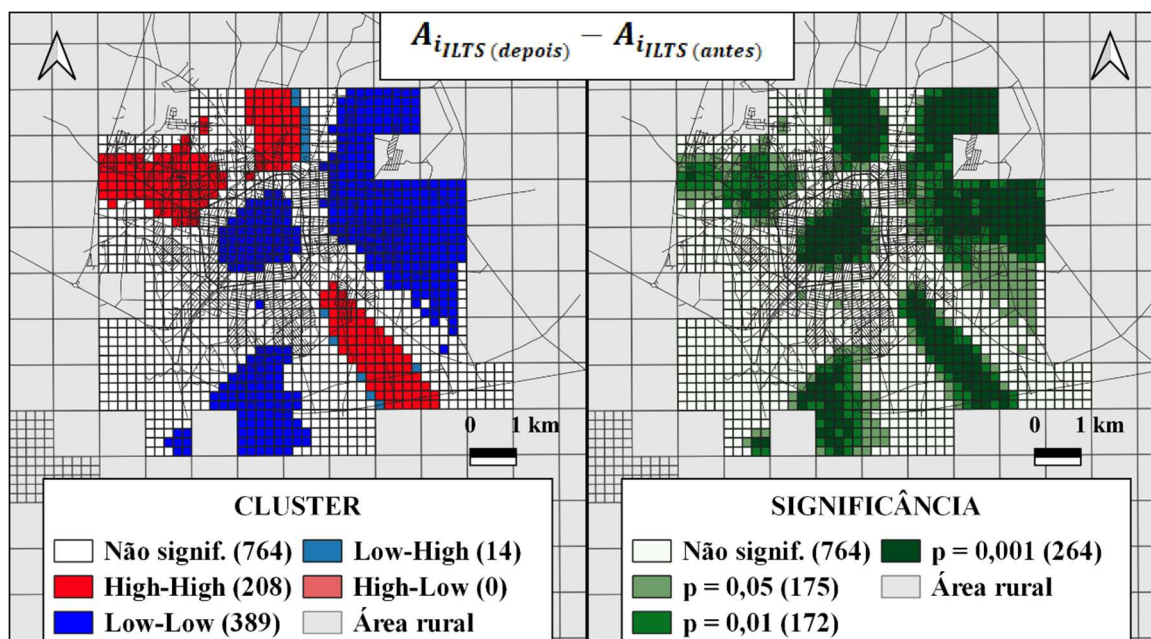 A_{i_{ILTS (depois)}} − A_{i_{ILTS (antes)}}
0 1 km
CLUSTER
Não signif. (764)
High-High (208)
Low-Low (389)
Low-High (14)
High-Low (0)
Área rural
0 1 km
SIGNIFICÂNCIA
Não signif. (764)
p = 0,05 (175)
p = 0,01 (172)
p = 0,001 (264)
Área rural